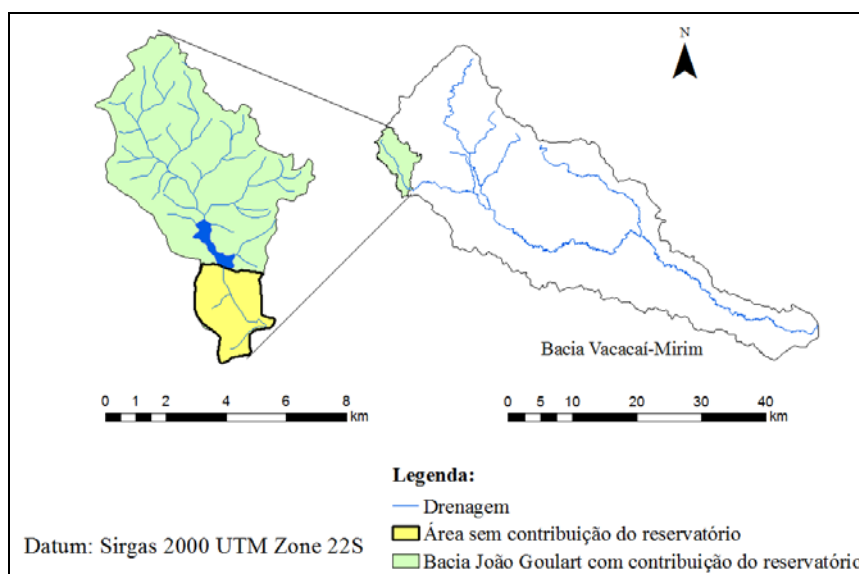 N
Bacia Vacacaí-Mirim
0 1 2 4 6 8
km
0 5 10 20 30 40
km
Legenda:
Drenagem
Área sem contribuição do reservatório
Bacia João Goulart com contribuição do reservatório
Datum: Sirgas 2000 UTM Zone 22S